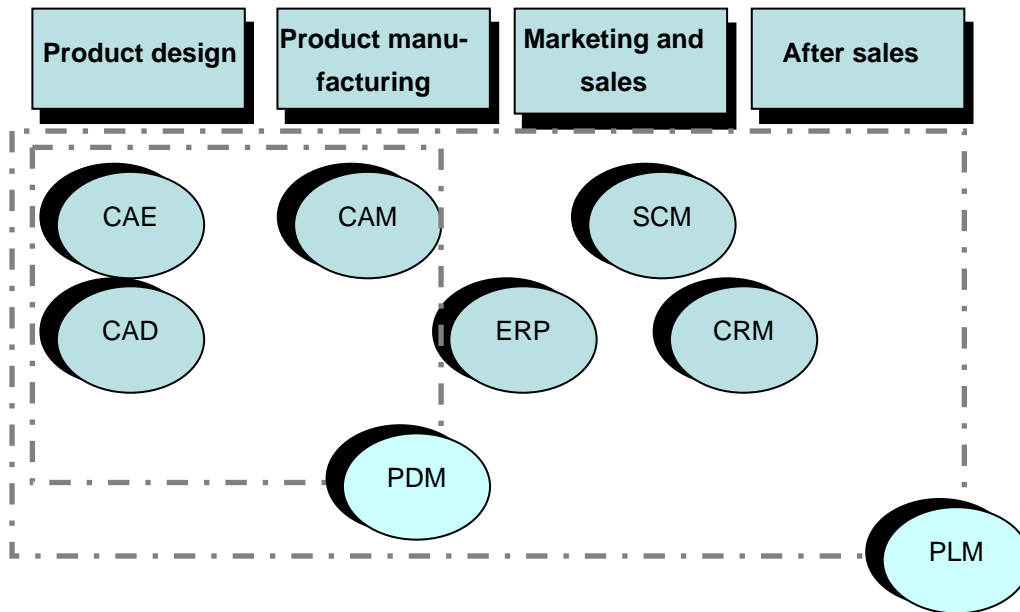 Product design
Product manu-
facturing
Marketing and
sales
After sales
CAE
CAM
SCM
CAD
ERP
CRM
PDM
PLM